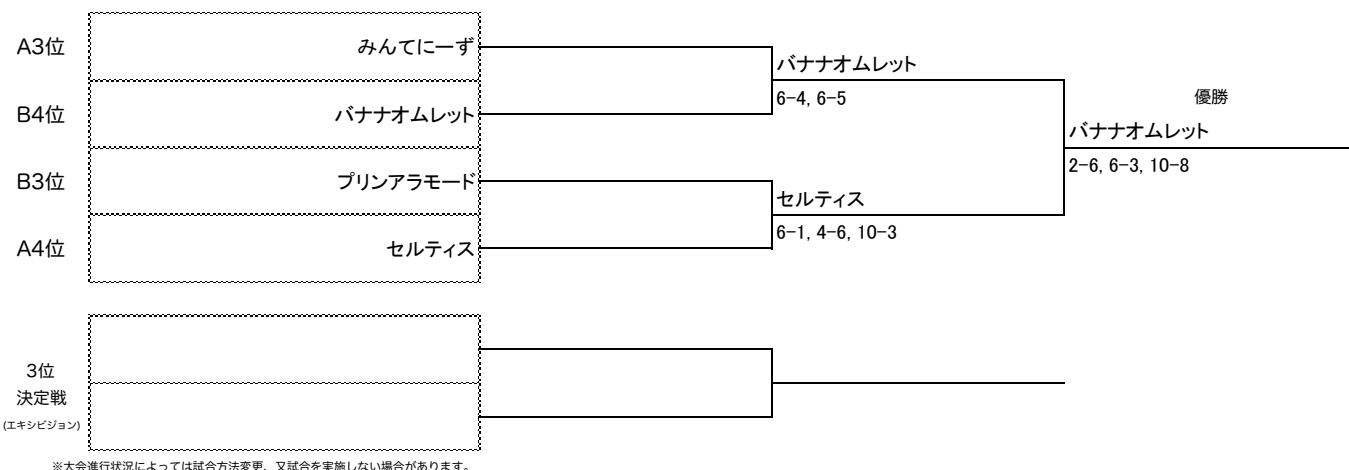 A3位
みんてにーず
バナナオムレット
6-4, 6-5
B4位
バナナオムレット
優勝
バナナオムレット
2-6, 6-3, 10-8
B3位
プリンアラモード
セルティス
6-1, 4-6, 10-3
A4位
セルティス
3位
決定戦
(エキシビジョン)
※大会進行状況によっては試合方法変更、又試合を実施しない場合があります。